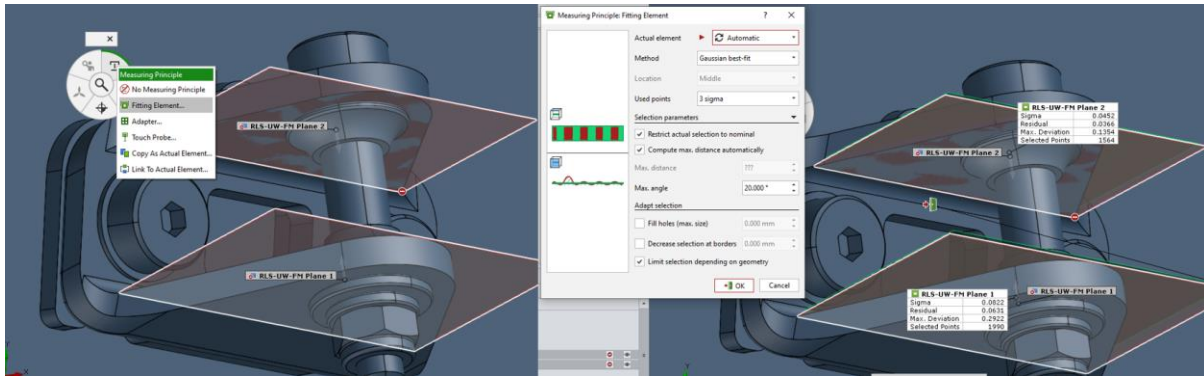 Measuring Principle
No Measuring Principle
Fitting Element...
Adapter...
Touch Probe...
Copy As Actual Element...
Link To Actual Element...
RLS-UW-FM Plane 2
RLS-UW-FM Plane 1
Measuring Principle: Fitting Element
Actual element
Automatic
Method
Gaussian best-fit
Location
Middle
Used points
3 sigma
Selection parameters
Restrict actual selection to nominal
Compute max. distance automatically
Max. distance
???
Max. angle
20.000 °
Adapt selection
Fill holes (max. size)
0.000 mm
Decrease selection at borders
0.000 mm
Limit selection depending on geometry
OK
Cancel
RLS-UW-FM Plane 2
Sigma 0.0452
Residual 0.0366
Max. Deviation 0.1354
Selected Points 1564
RLS-UW-FM Plane 2
RLS-UW-FM Plane 1
Sigma 0.0822
Residual 0.0631
Max. Deviation 0.2922
Selected Points 1990
RLS-UW-FM Plane 1